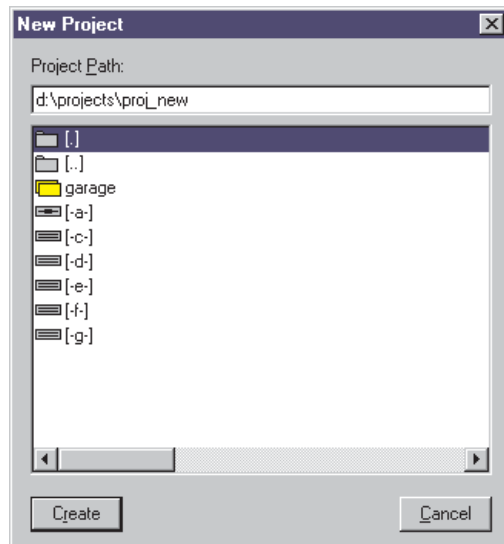 New Project
Project Path:
d:\projects\proj_new
[.]
[..]
garage
[-a-]
[-c-]
[-d-]
[-e-]
[-f-]
[-g-]
Create
Cancel